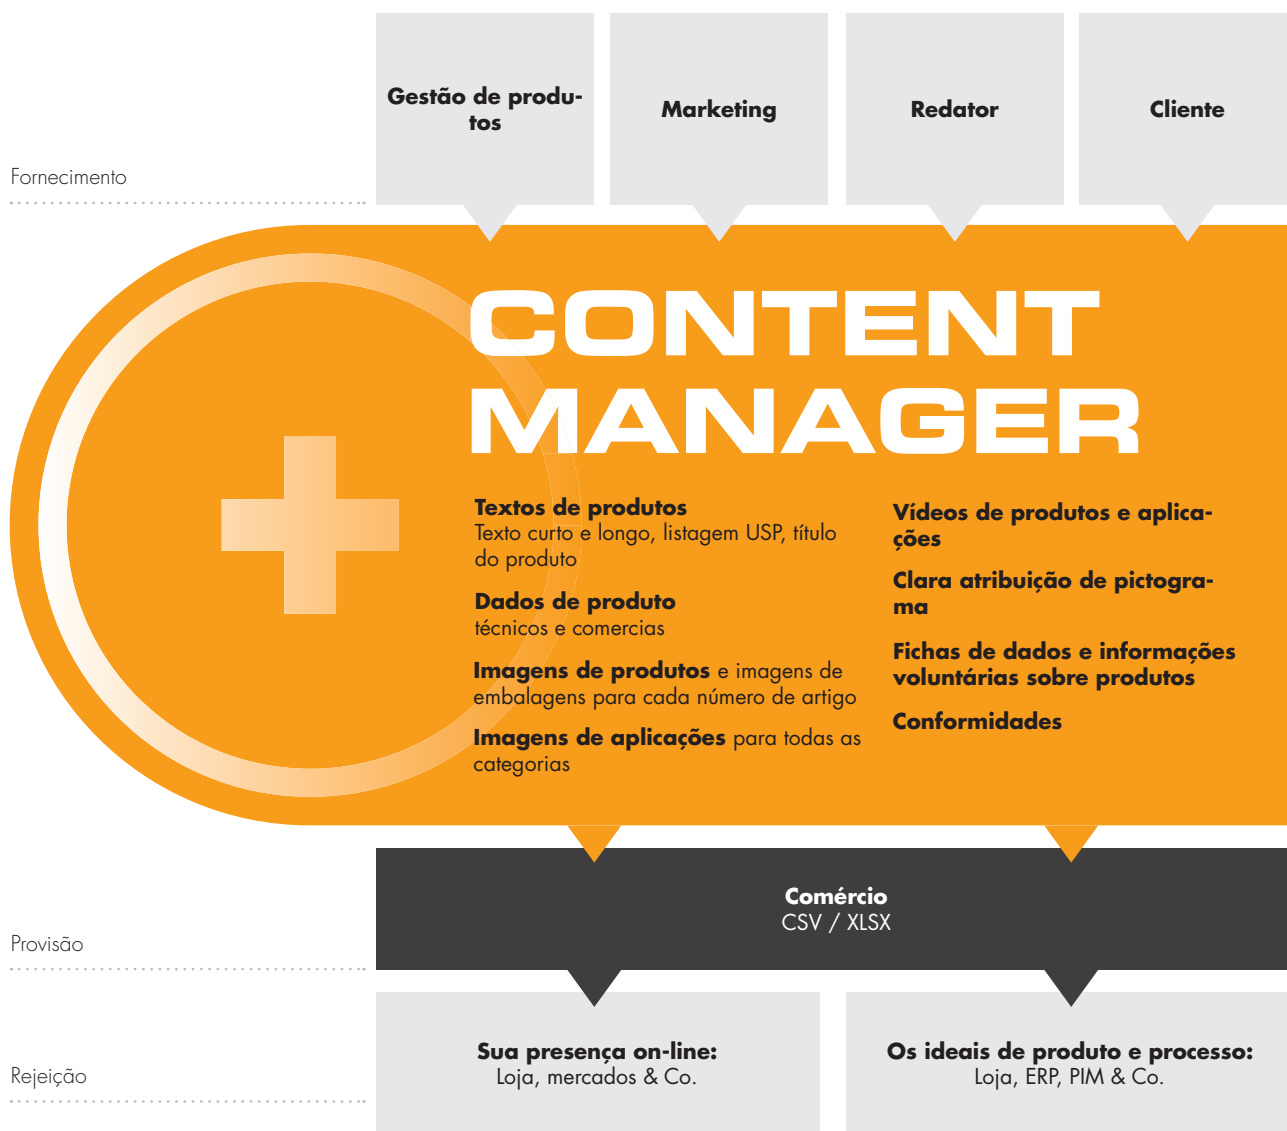 Gestão de produ-
tos
Marketing
Redator
Cliente
Fornecimento
CONTENT
MANAGER
Textos de produtos
Texto curto e longo, listagem USP, título
do produto
Dados de produto
técnicos e comercias
Imagens de produtos e imagens de
embalagens para cada número de artigo
Imagens de aplicações para todas as
categorias
Vídeos de produtos e aplica-
ções
Clara atribuição de pictogra-
ma
Fichas de dados e informações
voluntárias sobre produtos
Conformidades
Comércio
CSV / XLSX
Provisão
Sua presença on-line:
Loja, mercados & Co.
Os ideais de produto e processo:
Loja, ERP, PIM & Co.
Rejeição